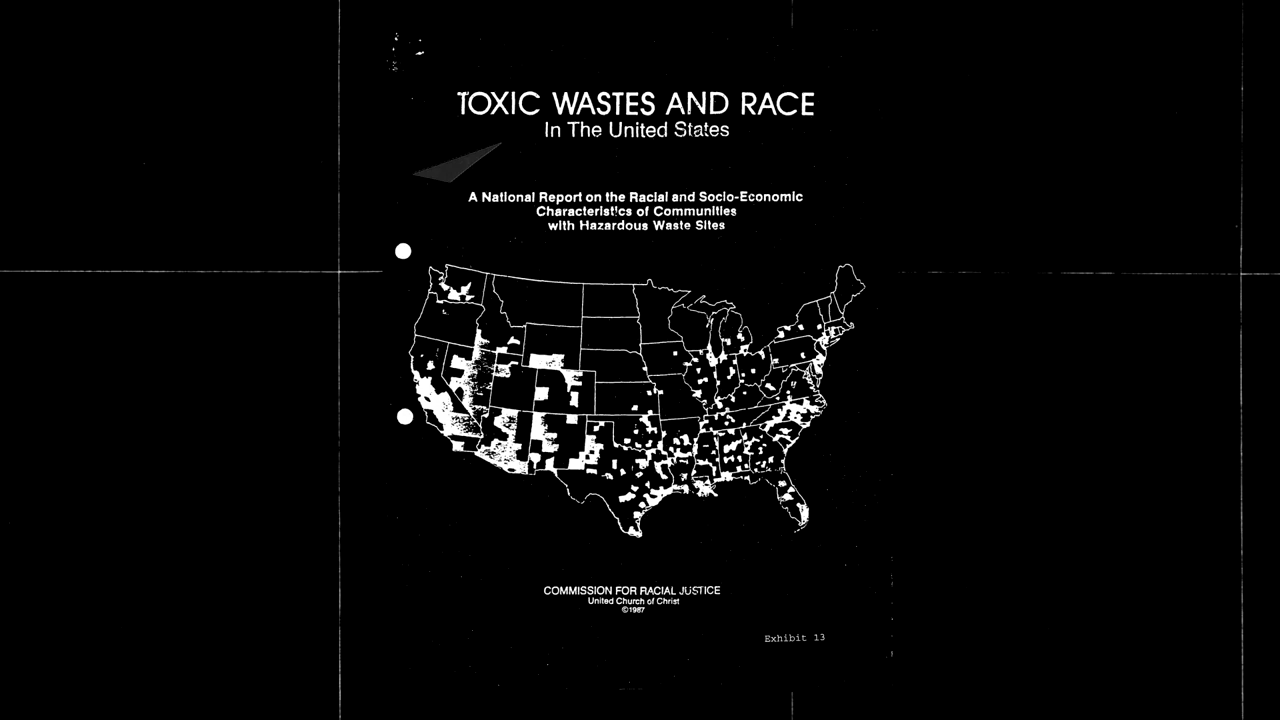 TOXIC WASTES AND RACE
In The United States
A National Report on the Racial and Socio-Economic
Characteristics of Communities
with Hazardous Waste Sites
COMMISSION FOR RACIAL JUSTICE
United Church of Christ
©1987
Exhibit 13